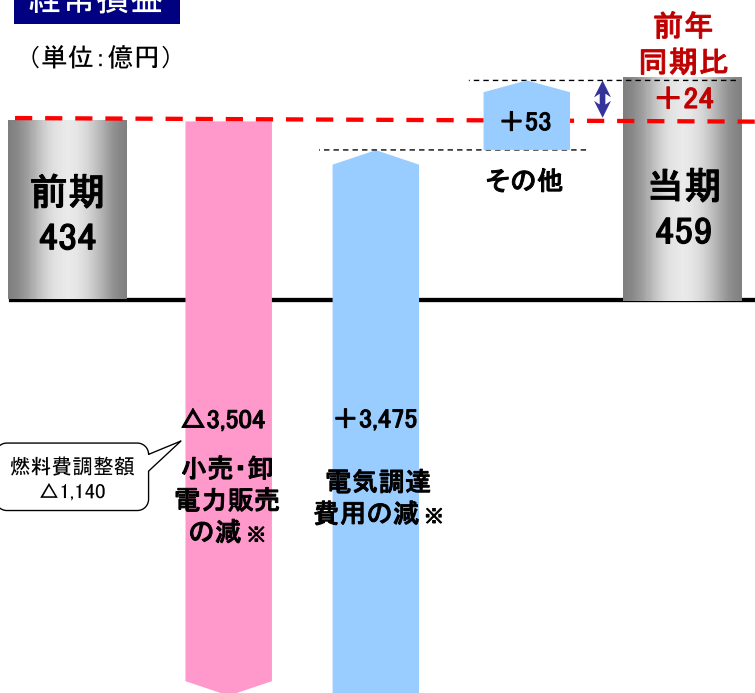 経常損益
（単位：億円）
前年
同期比
＋24
＋53
その他
前期
434
当期
459
△3,504
小売・卸
電力販売
の減※
燃料費調整額
△1,140
＋3,475
電気調達
費用の減※